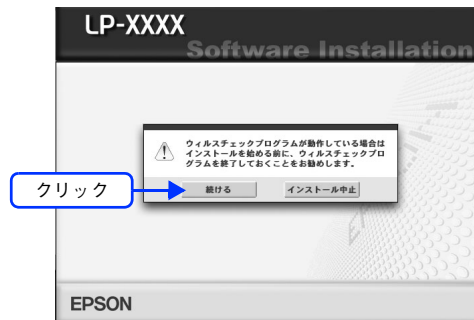 LP-XXXX
Software Installation
ウィルスチェックプログラムが動作している場合は
インストールを始める前に、ウィルスチェックプロ
グラムを終了しておくことをお勧めします。
クリック
続ける
インストール中止
EPSON
EPSON